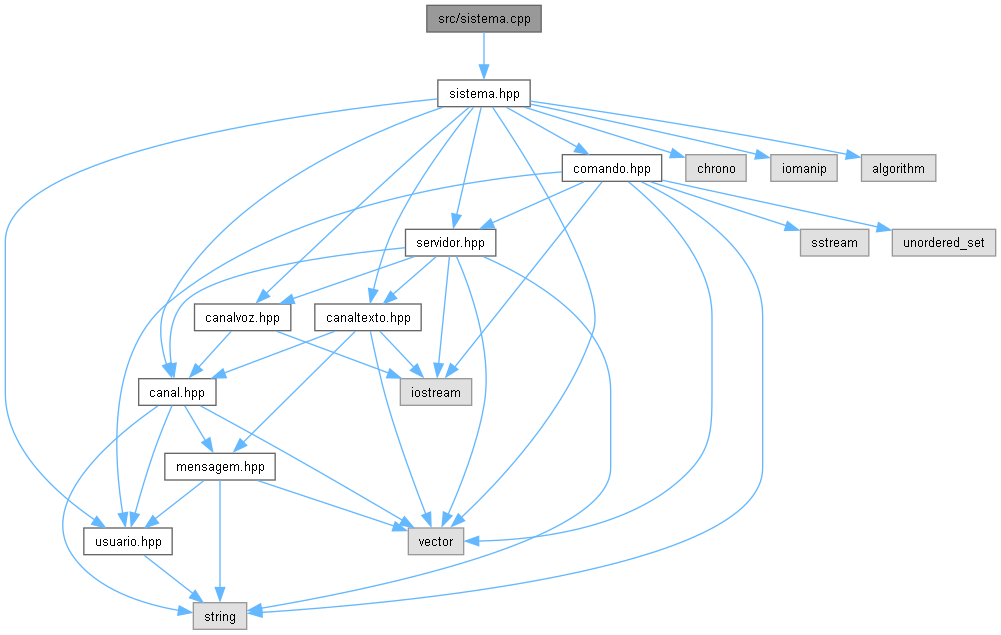 src/sistema.cpp
sistema.hpp
comando.hpp
chrono
iomanip
algorithm
servidor.hpp
sstream
unordered_set
canalvoz.hpp
canaltexto.hpp
canal.hpp
iostream
mensagem.hpp
usuario.hpp
vector
string